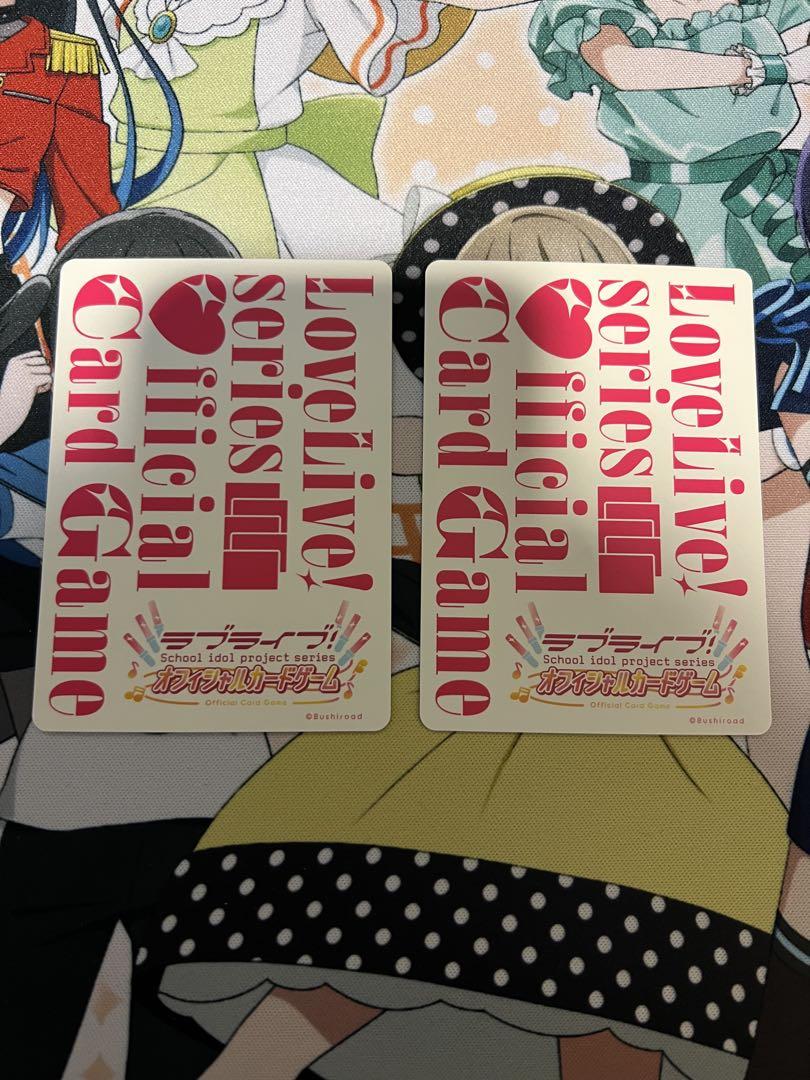 LoveLive!
series
fficial
Card Game
ラブライブ!
School idol project series
オフィシャルカードゲーム
Official Card Game
©Bushiroad
LoveLive!
series
fficial
Card Game
ラブライブ!
School idol project series
オフィシャルカードゲーム
Official Card Game
©Bushiroad